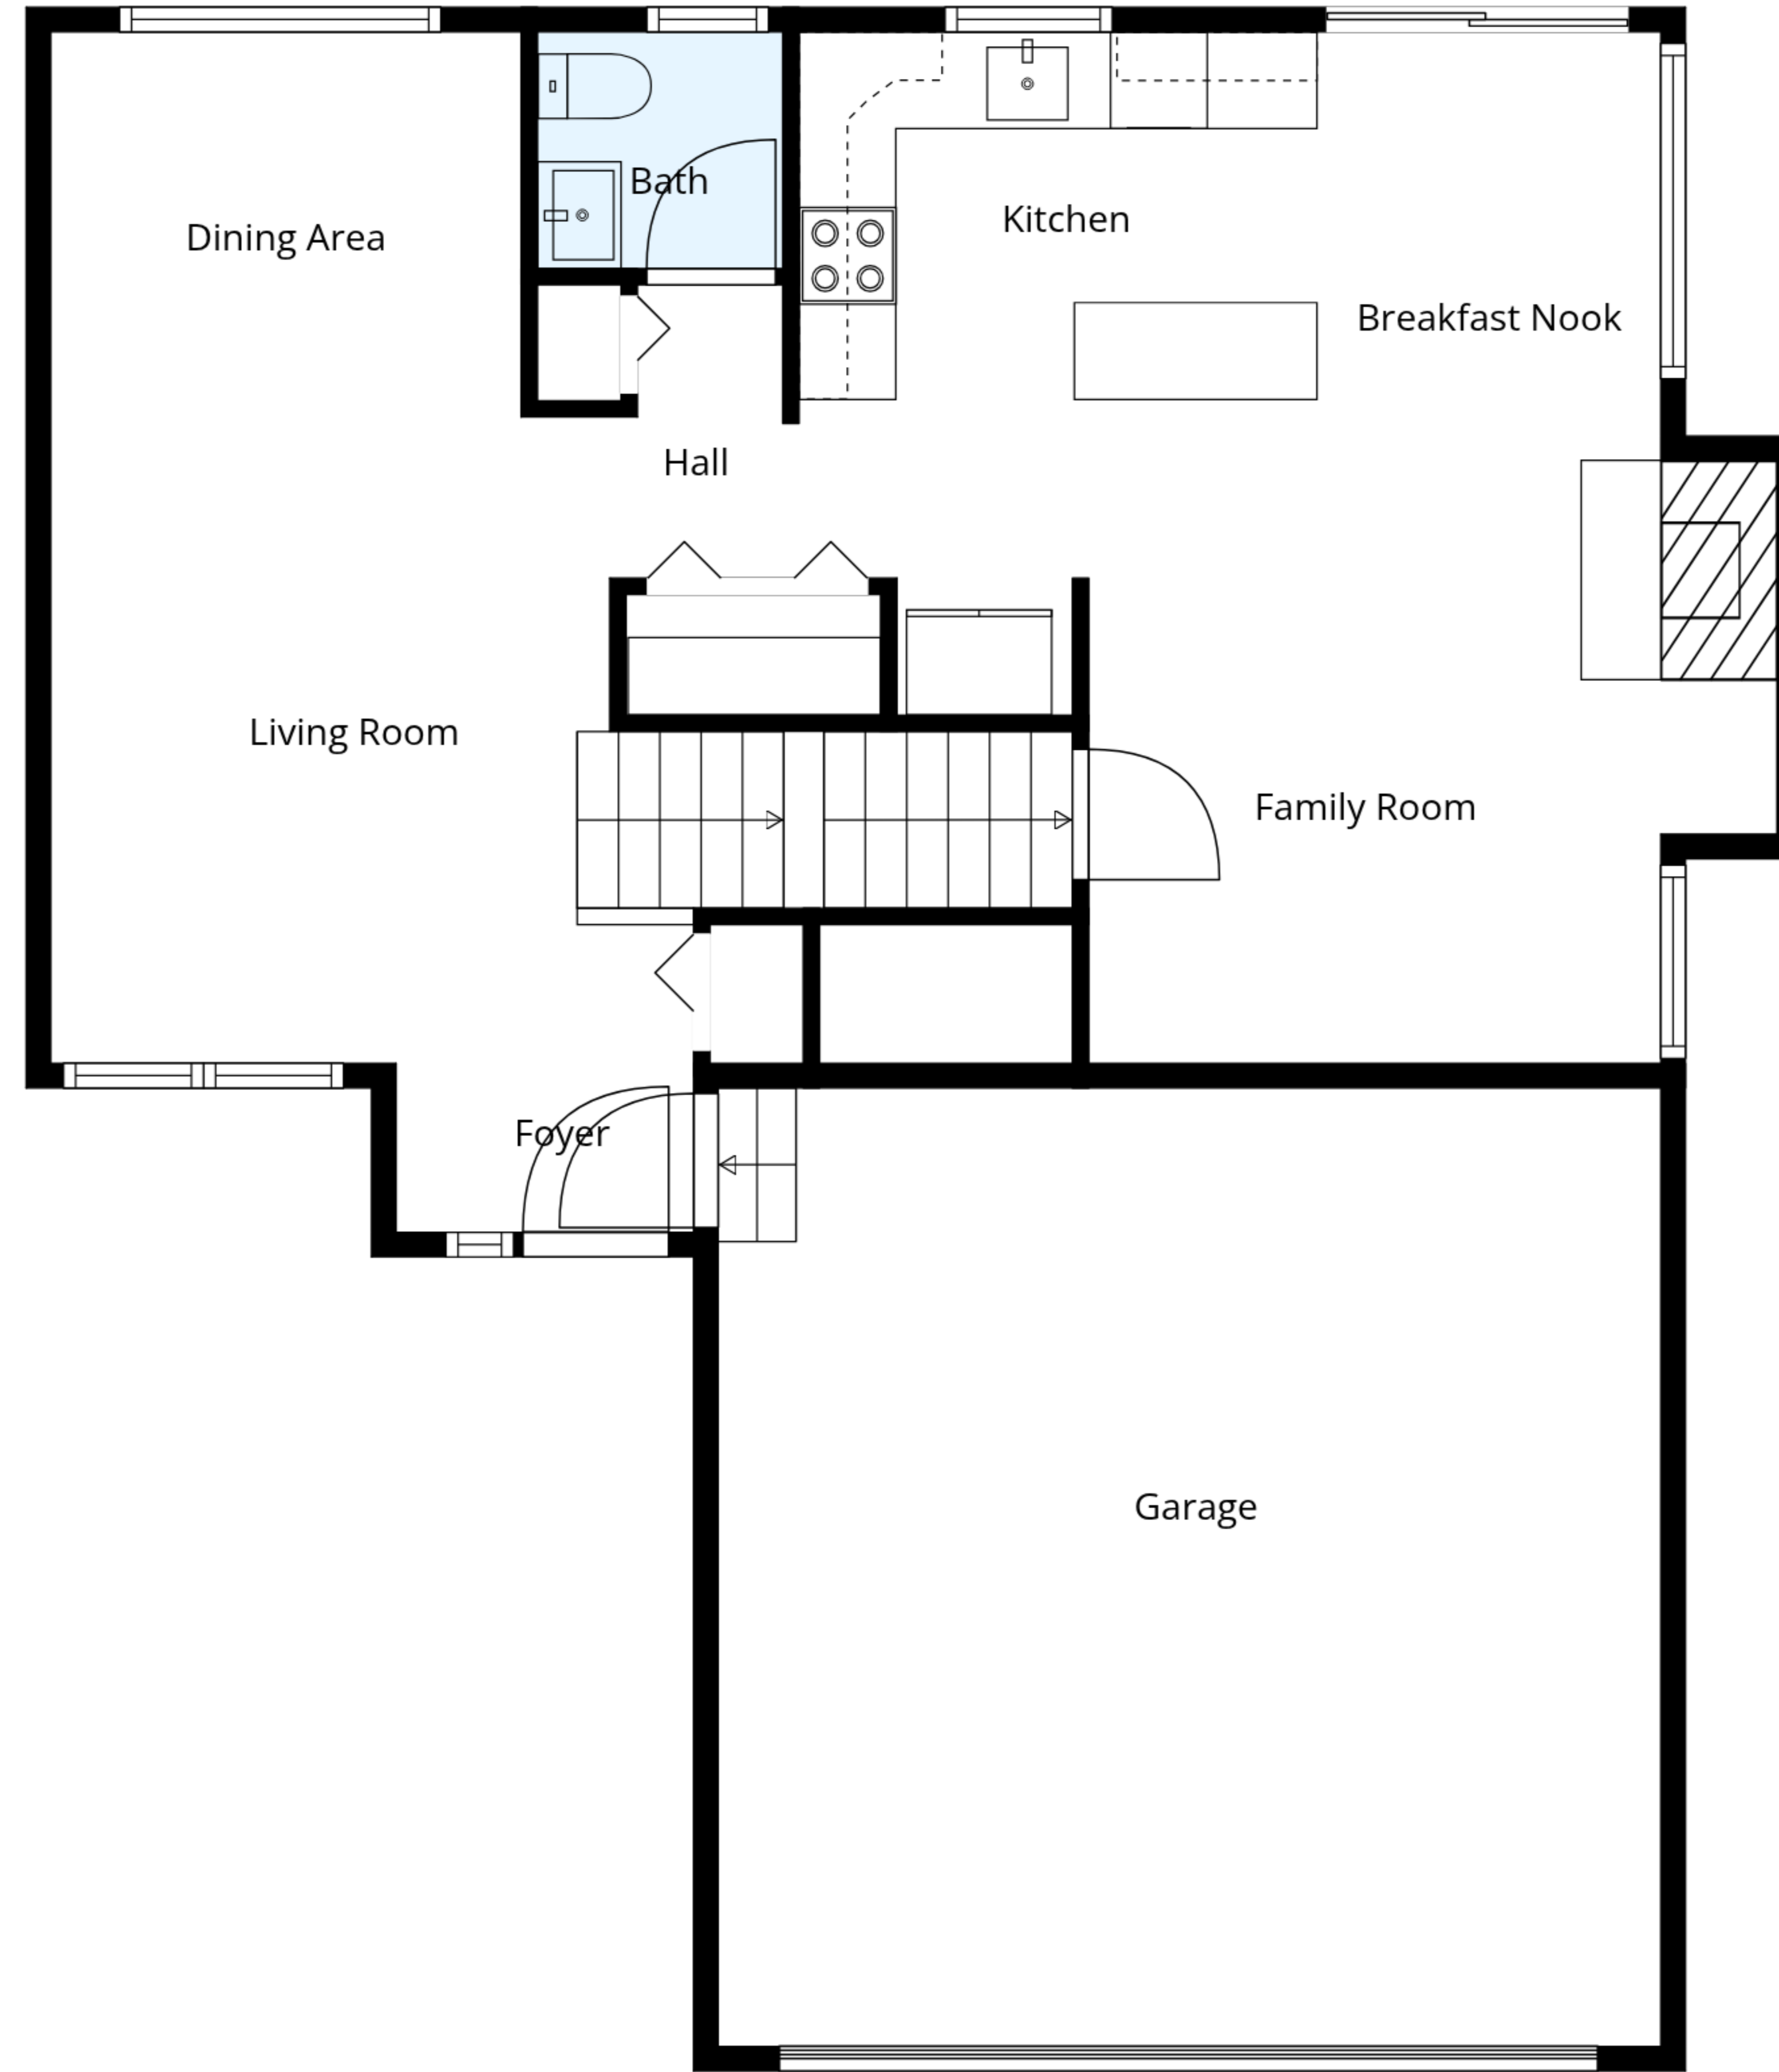 Bath
Kitchen
Dining Area
Breakfast Nook
Hall
Living Room
Family Room
Foyer
Garage